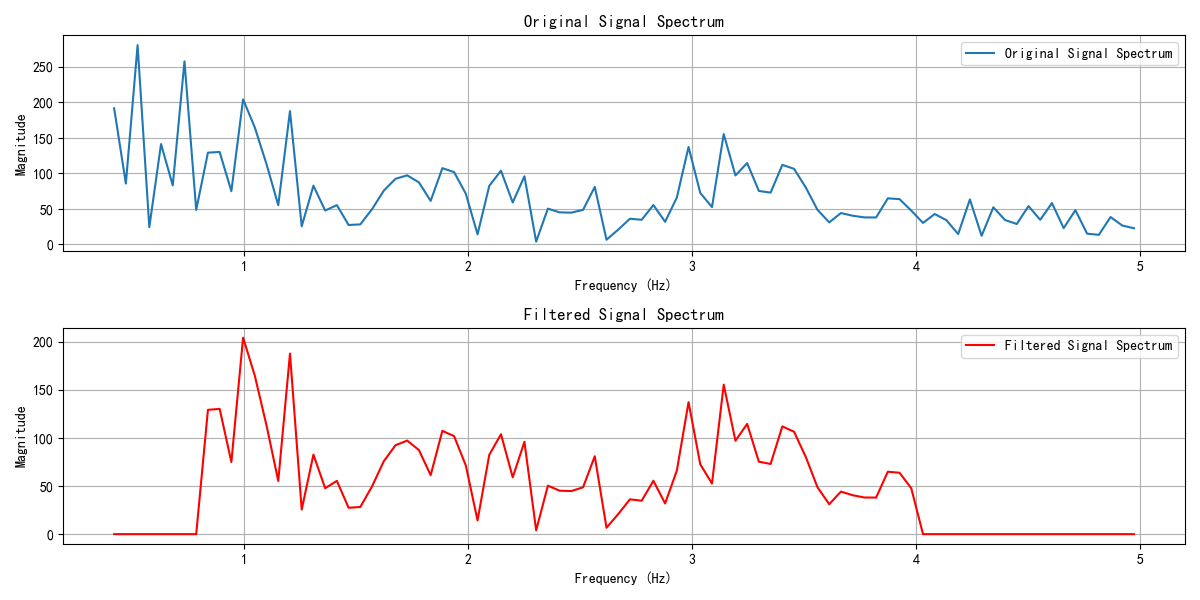 Original Signal Spectrum
Original Signal Spectrum
Magnitude
250
200
150
100
50
0
1
2
3
4
5
Frequency (Hz)
Filtered Signal Spectrum
Filtered Signal Spectrum
Magnitude
200
150
100
50
0
1
2
3
4
5
Frequency (Hz)